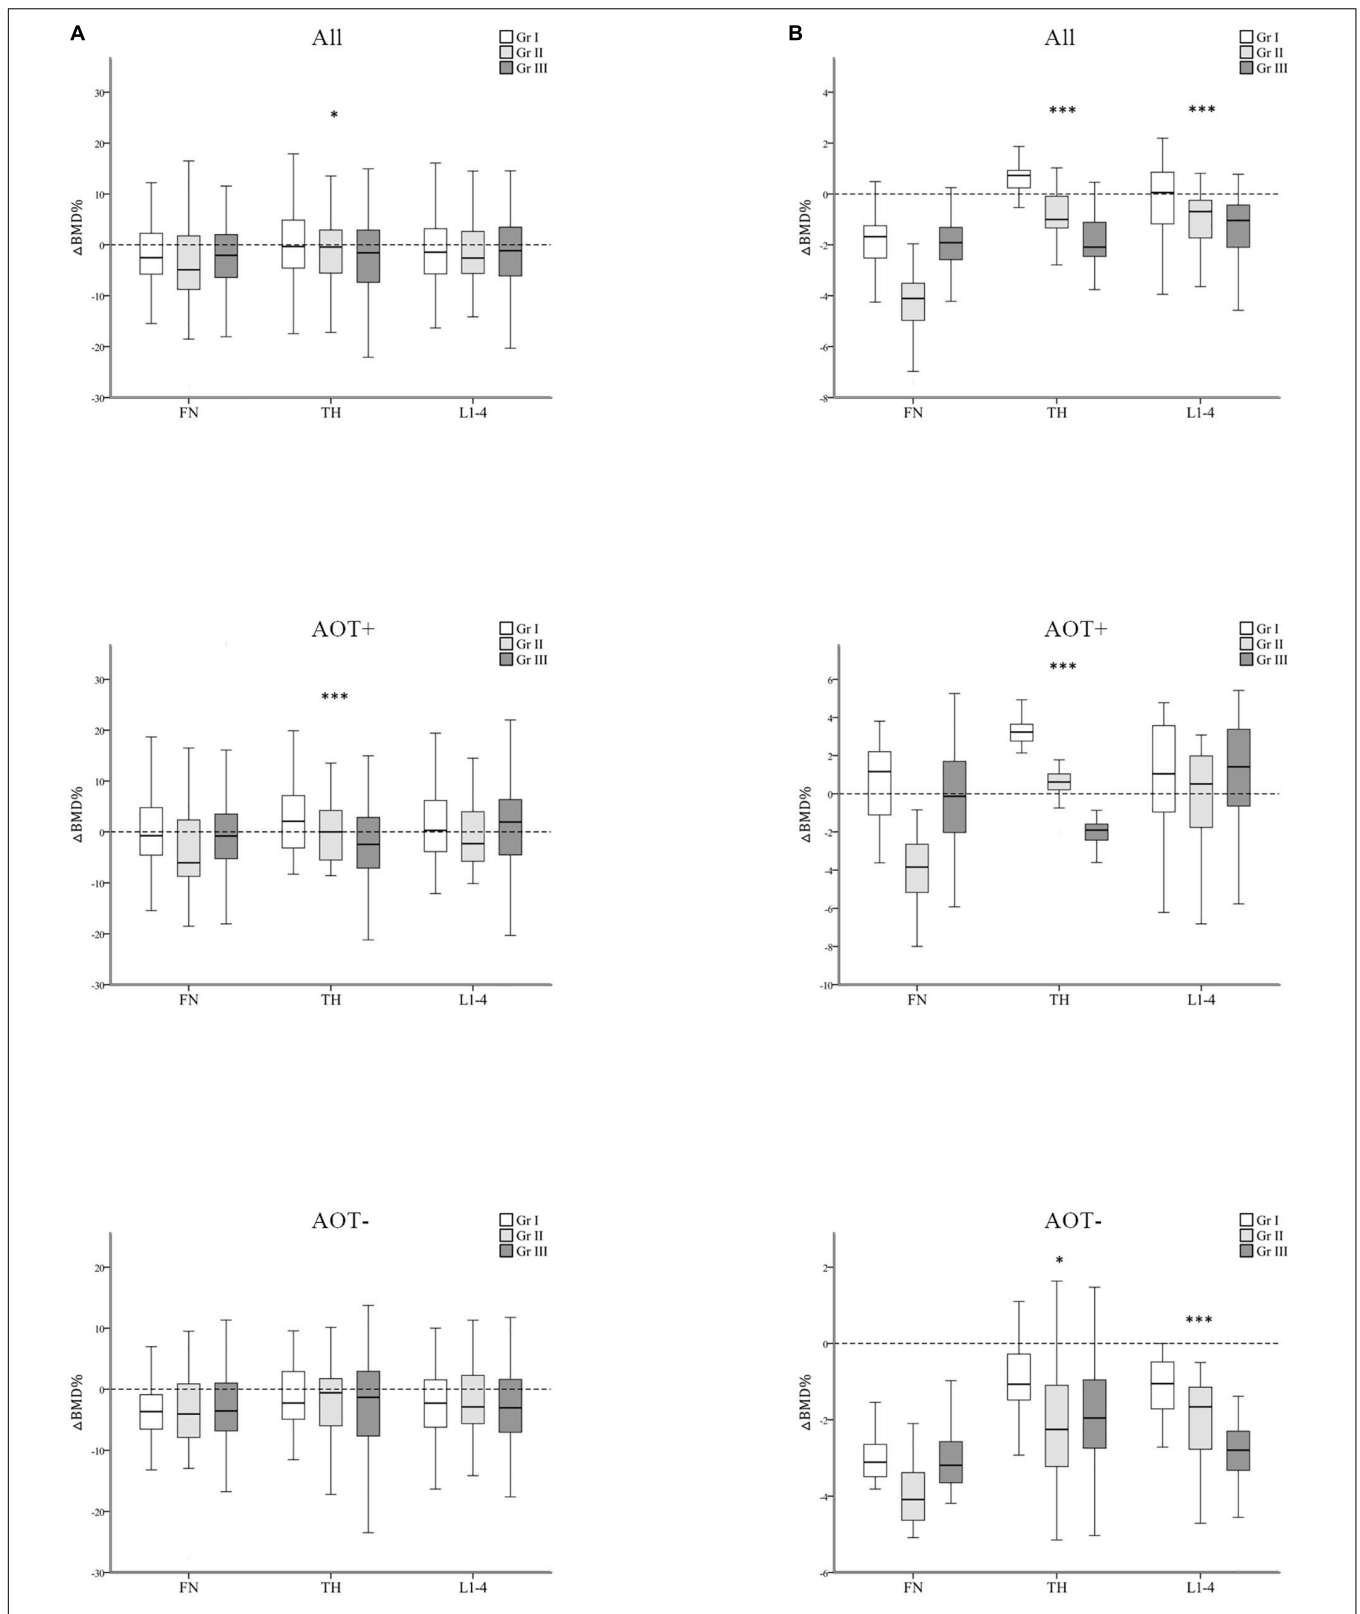 A
All
Gr I
Gr II
Gr III
30
20
10
0
-10
-20
-30
ΔBMD%
*
FN
TH
L1-4
B
All
Gr I
Gr II
Gr III
4
2
0
-2
-4
-6
-8
ΔBMD%
***
***
FN
TH
L1-4
AOT+
Gr I
Gr II
Gr III
30
20
10
0
-10
-20
-30
ΔBMD%
***
FN
TH
L1-4
AOT+
Gr I
Gr II
Gr III
6
4
2
0
-2
-4
-6
-8
-10
ΔBMD%
***
FN
TH
L1-4
AOT-
Gr I
Gr II
Gr III
20
10
0
-10
-20
-30
ΔBMD%
FN
TH
L1-4
AOT-
Gr I
Gr II
Gr III
2
0
-2
-4
-6
ΔBMD%
*
***
FN
TH
L1-4